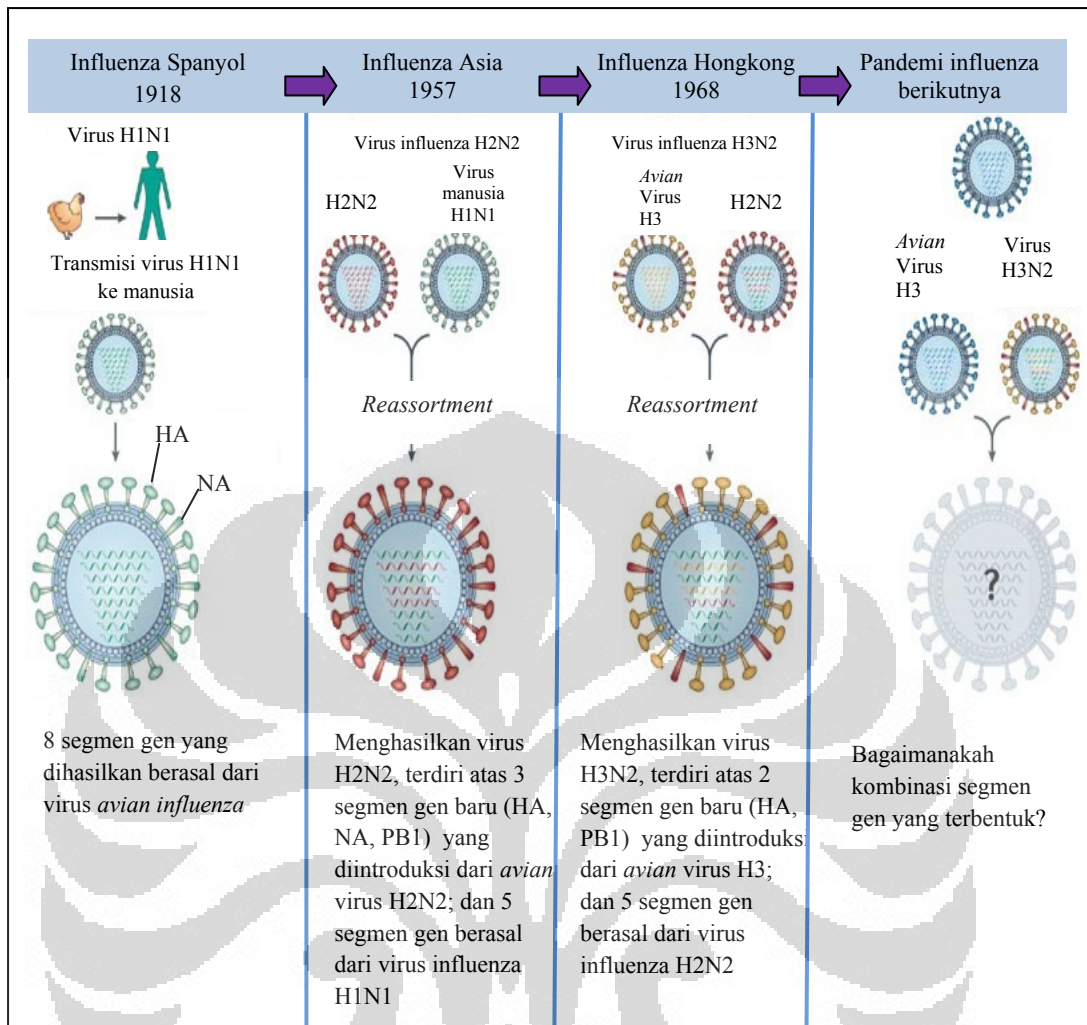 Influenza Spanyol
1918
Influenza Asia
1957
Influenza Hongkong
1968
Pandemi influenza
berikutnya
Virus H1N1
Transmisi virus H1N1
ke manusia
HA
NA
8 segmen gen yang
dihasilkan berasal dari
virus avian influenza
Virus influenza H2N2
H2N2
Virus
manusia
H1N1
Reassortment
Menghasilkan virus
H2N2, terdiri atas 3
segmen gen baru (HA,
NA, PB1) yang
diintroduksi dari avian
virus H2N2; dan 5
segmen gen berasal
dari virus influenza
H1N1
Virus influenza H3N2
Avian
Virus
H3
H2N2
Reassortment
Menghasilkan virus
H3N2, terdiri atas 2
segmen gen baru (HA,
PB1) yang diintroduksi
dari avian virus H3;
dan 5 segmen gen
berasal dari virus
influenza H2N2
Avian
Virus
H3
Virus
H3N2
?
Bagaimanakah
kombinasi segmen
gen yang terbentuk?